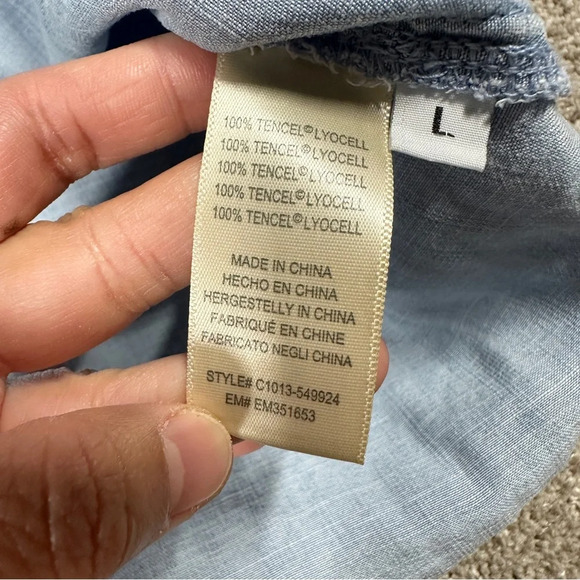 100% TENCEL©LYOCELL
100% TENCEL©LYOCELL
100% TENCEL©LYOCELL
100% TENCEL©LYOCELL
100% TENCEL©LYOCELL
MADE IN CHINA
HECHO EN CHINA
HERGESTELLY IN CHINA
FABRIQUÉ EN CHINE
FABRICATO NEGLI CHINA
STYLE# C1013-549924
EM# EM351653
L